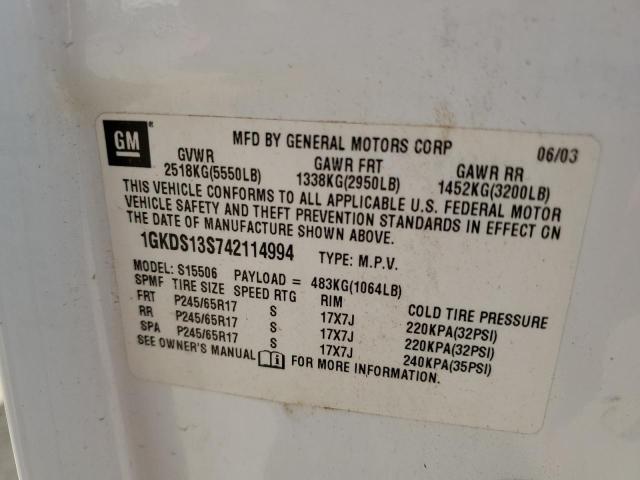 GM
MFD BY GENERAL MOTORS CORP 06/03
GVWR GAWR FRT GAWR RR
2518KG(5550LB) 1338KG(2950LB) 1452KG(3200LB)
THIS VEHICLE CONFORMS TO ALL APPLICABLE U.S. FEDERAL MOTOR
VEHICLE SAFETY AND THEFT PREVENTION STANDARDS IN EFFECT ON
THE DATE OF MANUFACTURE SHOWN ABOVE.
1GKDS13S742114994 TYPE: M.P.V.
MODEL: S15506 PAYLOAD = 483KG(1064LB)
SPMF TIRE SIZE SPEED RTG RIM COLD TIRE PRESSURE
FRT P245/65R17 S 17X7J 220KPA(32PSI)
RR P245/65R17 S 17X7J 220KPA(32PSI)
SPA P245/65R17 S 17X7J 240KPA(35PSI)
SEE OWNER'S MANUAL FOR MORE INFORMATION.